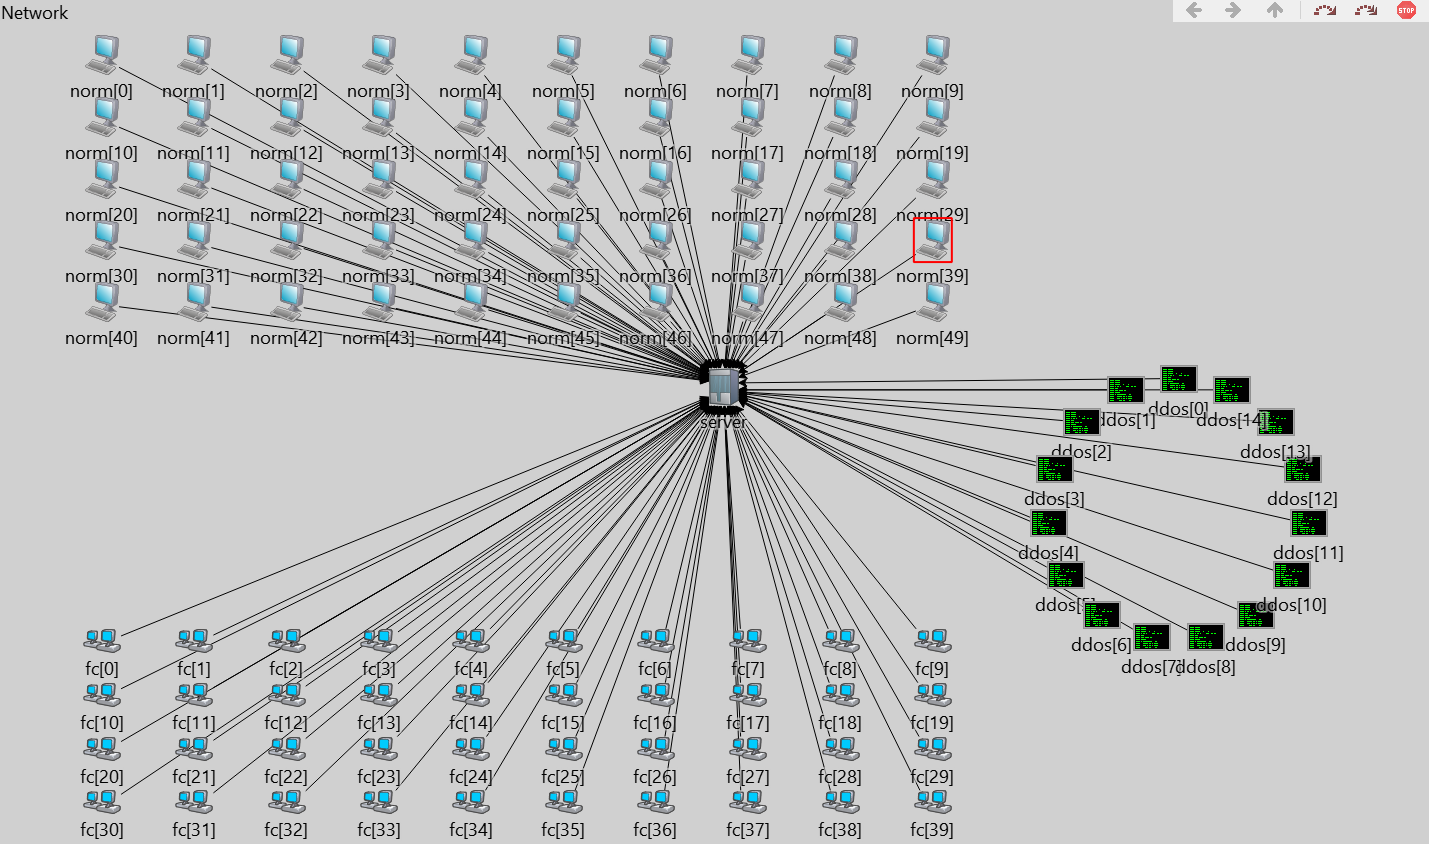 Network
STOP
norm[0] norm[1] norm[2] norm[3] norm[4] norm[5] norm[6] norm[7] norm[8] norm[9]
norm[10] norm[11] norm[12] norm[13] norm[14] norm[15] norm[16] norm[17] norm[18] norm[19]
norm[20] norm[21] norm[22] norm[23] norm[24] norm[25] norm[26] norm[27] norm[28] norm[29]
norm[30] norm[31] norm[32] norm[33] norm[34] norm[35] norm[36] norm[37] norm[38] norm[39]
norm[40] norm[41] norm[42] norm[43] norm[44] norm[45] norm[46] norm[47] norm[48] norm[49]
server
ddos[0]
ddos[1] ddos[14]
ddos[2] ddos[13]
ddos[3] ddos[12]
ddos[4] ddos[11]
ddos[5] ddos[10]
ddos[6] ddos[9]
ddos[7] ddos[8]
fc[0] fc[1] fc[2] fc[3] fc[4] fc[5] fc[6] fc[7] fc[8] fc[9]
fc[10] fc[11] fc[12] fc[13] fc[14] fc[15] fc[16] fc[17] fc[18] fc[19]
fc[20] fc[21] fc[22] fc[23] fc[24] fc[25] fc[26] fc[27] fc[28] fc[29]
fc[30] fc[31] fc[32] fc[33] fc[34] fc[35] fc[36] fc[37] fc[38] fc[39]